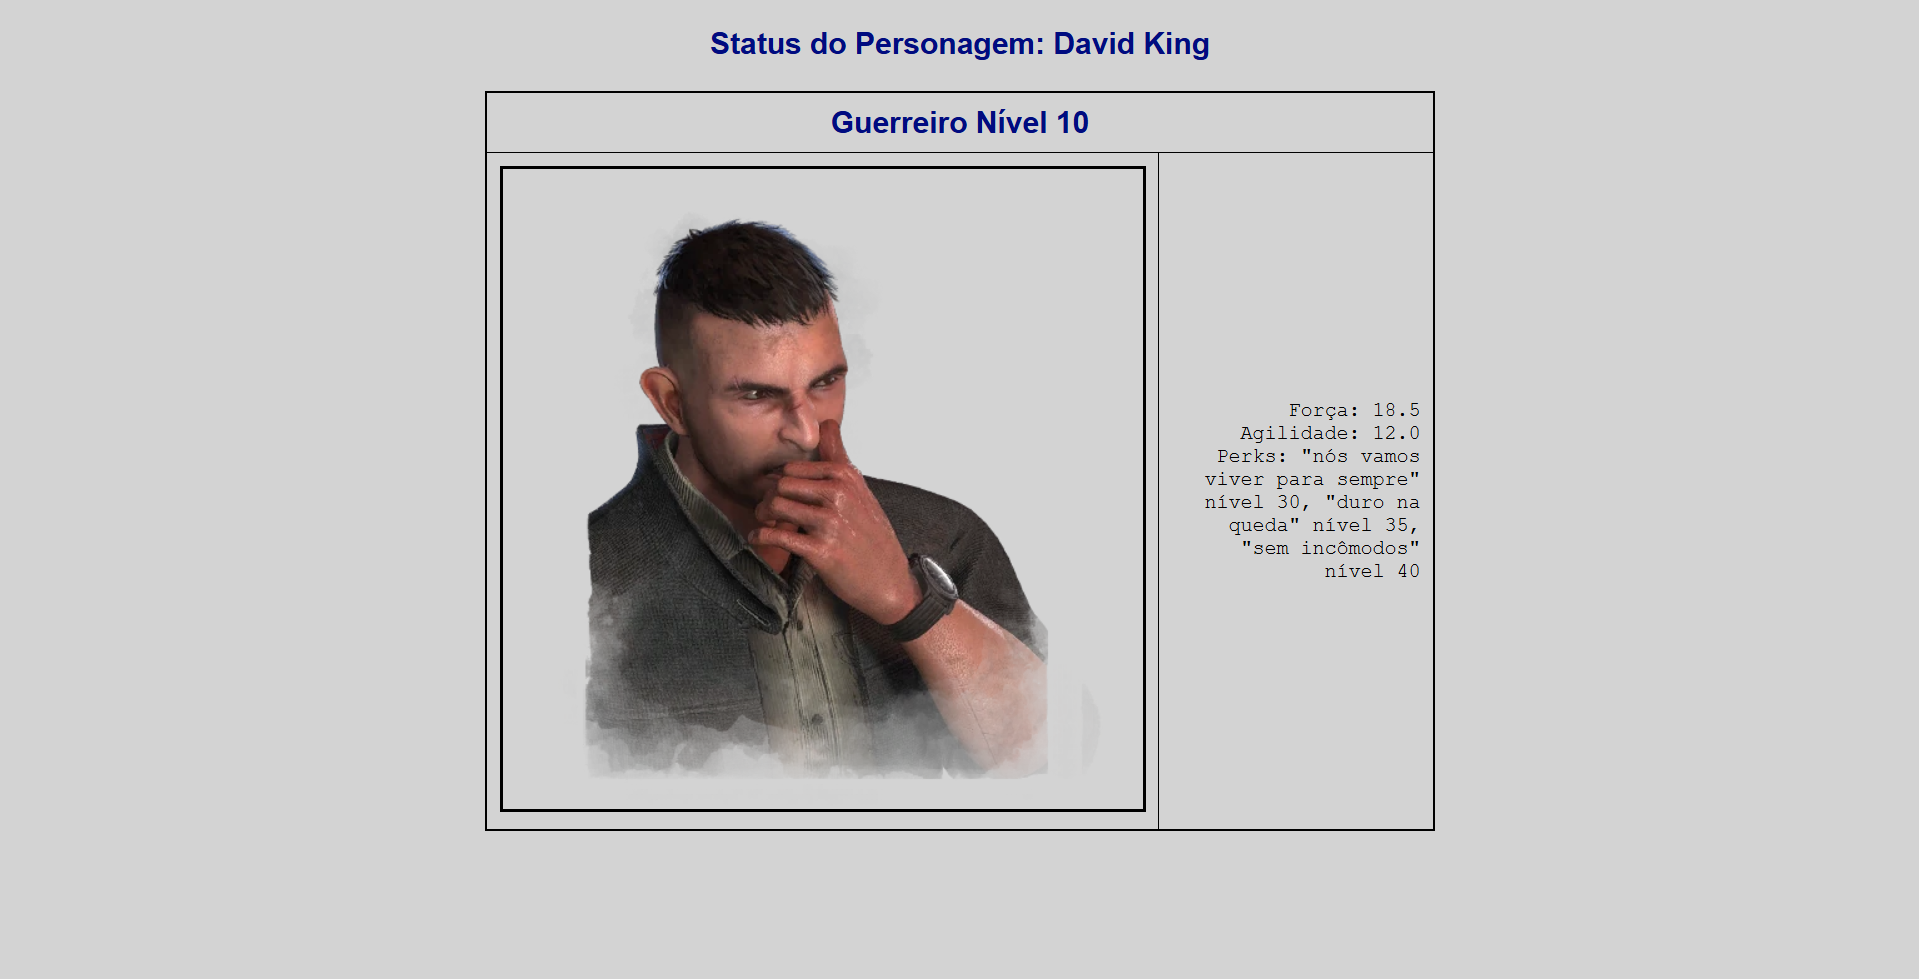 Status do Personagem: David King
Guerreiro Nível 10
Força: 18.5
Agilidade: 12.0
Perks: "nós vamos
viver para sempre"
nível 30, "duro na
queda" nível 35,
"sem incômodos"
nível 40